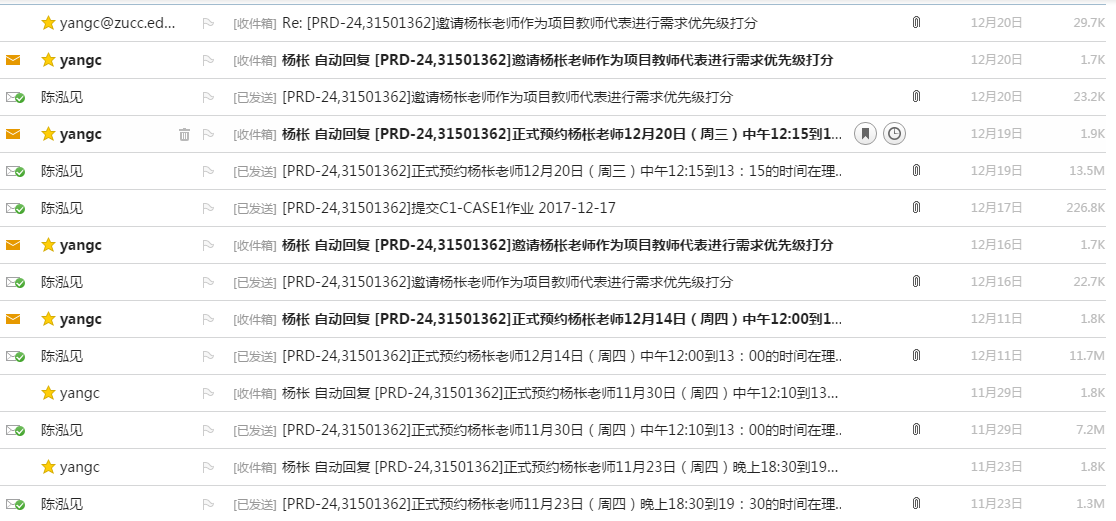 yangc@zucc.ed... [收件箱] Re: [PRD-24,31501362]邀请杨枨老师作为项目教师代表进行需求优先级打分 12月20日 29.7K
yangc [收件箱] 杨枨 自动回复 [PRD-24,31501362]邀请杨枨老师作为项目教师代表进行需求优先级打分 12月20日 1.7K
陈泓见 [已发送] [PRD-24,31501362]邀请杨枨老师作为项目教师代表进行需求优先级打分 12月20日 23.2K
yangc [收件箱] 杨枨 自动回复 [PRD-24,31501362]正式预约杨枨老师12月20日（周三）中午12:15到1... 12月19日 1.9K
陈泓见 [已发送] [PRD-24,31501362]正式预约杨枨老师12月20日（周三）中午12:15到13：15的时间在理.. 12月19日 13.5M
陈泓见 [已发送] [PRD-24,31501362]提交C1-CASE1作业 2017-12-17 12月17日 226.8K
yangc [收件箱] 杨枨 自动回复 [PRD-24,31501362]邀请杨枨老师作为项目教师代表进行需求优先级打分 12月16日 1.7K
陈泓见 [已发送] [PRD-24,31501362]邀请杨枨老师作为项目教师代表进行需求优先级打分 12月16日 22.7K
yangc [收件箱] 杨枨 自动回复 [PRD-24,31501362]正式预约杨枨老师12月14日（周四）中午12:00到1... 12月11日 1.8K
陈泓见 [已发送] [PRD-24,31501362]正式预约杨枨老师12月14日（周四）中午12:00到13：00的时间在理.. 12月11日 11.7M
yangc [收件箱] 杨枨 自动回复 [PRD-24,31501362]正式预约杨枨老师11月30日（周四）中午12:10到13... 11月29日 1.8K
陈泓见 [已发送] [PRD-24,31501362]正式预约杨枨老师11月30日（周四）中午12:10到13：00的时间在理.. 11月29日 7.2M
yangc [收件箱] 杨枨 自动回复 [PRD-24,31501362]正式预约杨枨老师11月23日（周四）晚上18:30到19... 11月23日 1.8K
陈泓见 [已发送] [PRD-24,31501362]正式预约杨枨老师11月23日（周四）晚上18:30到19：30的时间在理.. 11月23日 1.3M